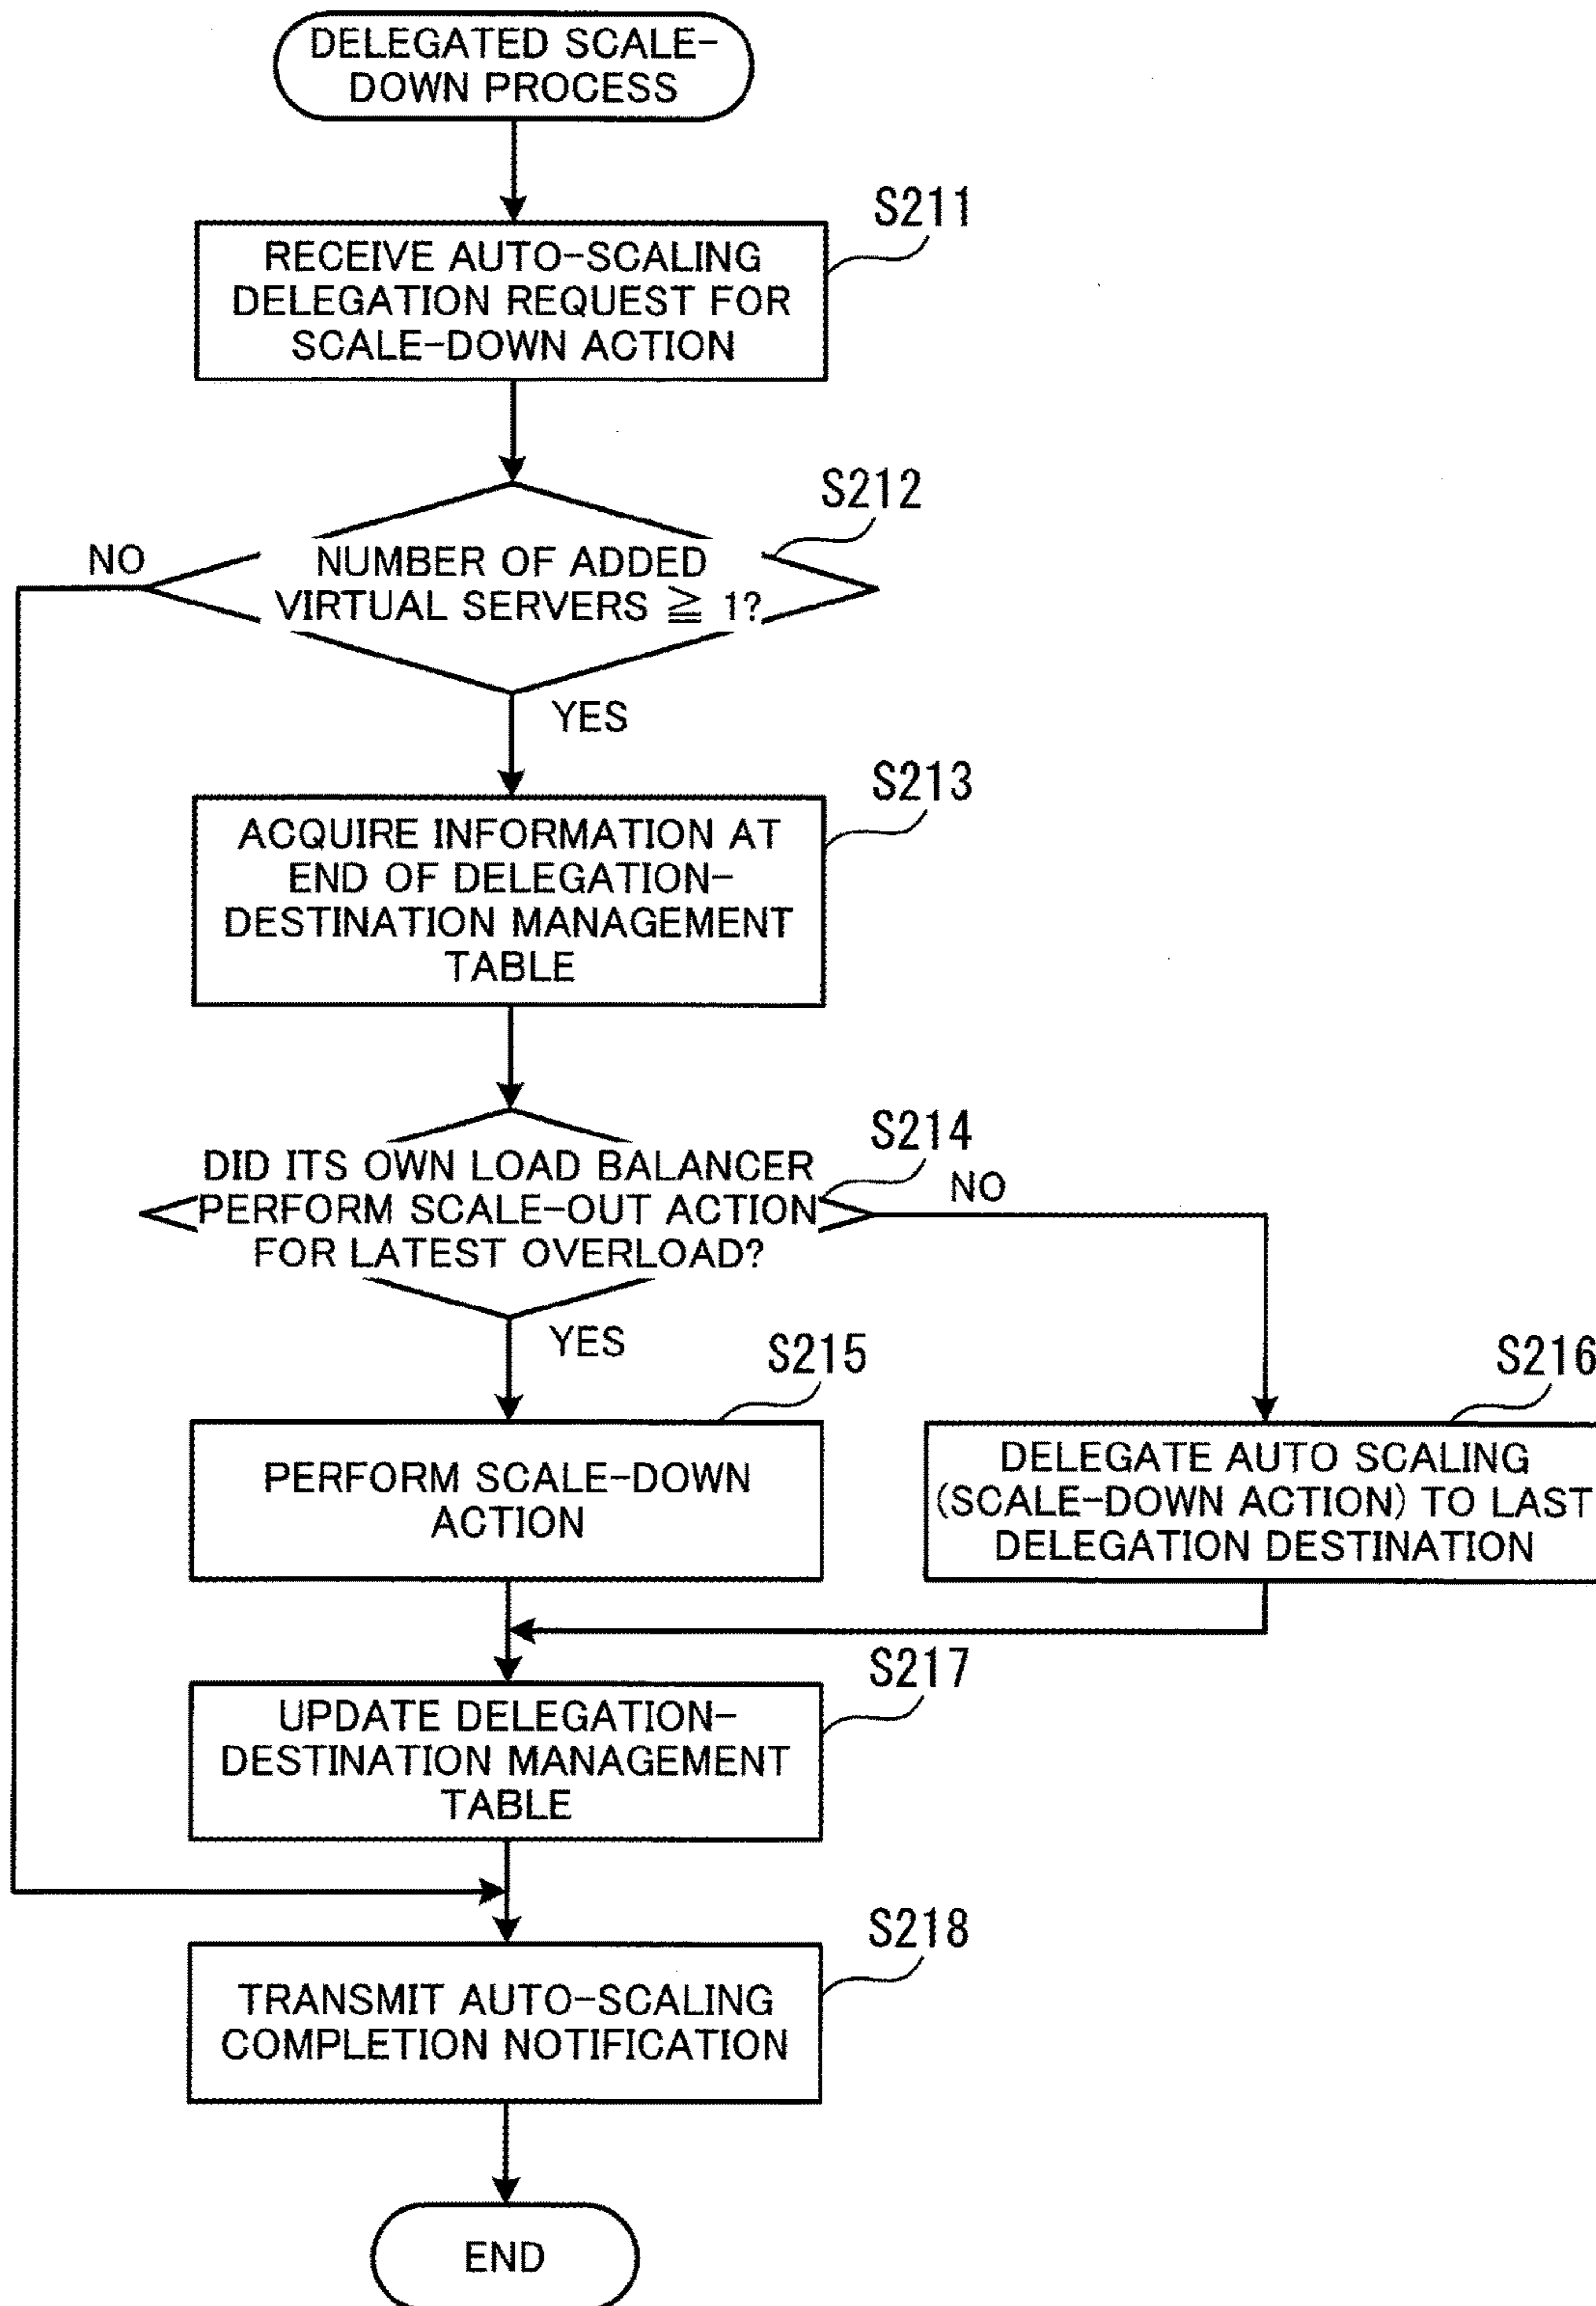 DELEGATED SCALE-
DOWN PROCESS
S211
RECEIVE AUTO-SCALING
DELEGATION REQUEST FOR
SCALE-DOWN ACTION
S212
NO
NUMBER OF ADDED
VIRTUAL SERVERS ≧ 1?
YES
S213
ACQUIRE INFORMATION AT
END OF DELEGATION-
DESTINATION MANAGEMENT
TABLE
S214
DID ITS OWN LOAD BALANCER
PERFORM SCALE-OUT ACTION
FOR LATEST OVERLOAD?
NO
YES
S215
PERFORM SCALE-DOWN
ACTION
S216
DELEGATE AUTO SCALING
(SCALE-DOWN ACTION) TO LAST
DELEGATION DESTINATION
S217
UPDATE DELEGATION-
DESTINATION MANAGEMENT
TABLE
S218
TRANSMIT AUTO-SCALING
COMPLETION NOTIFICATION
END